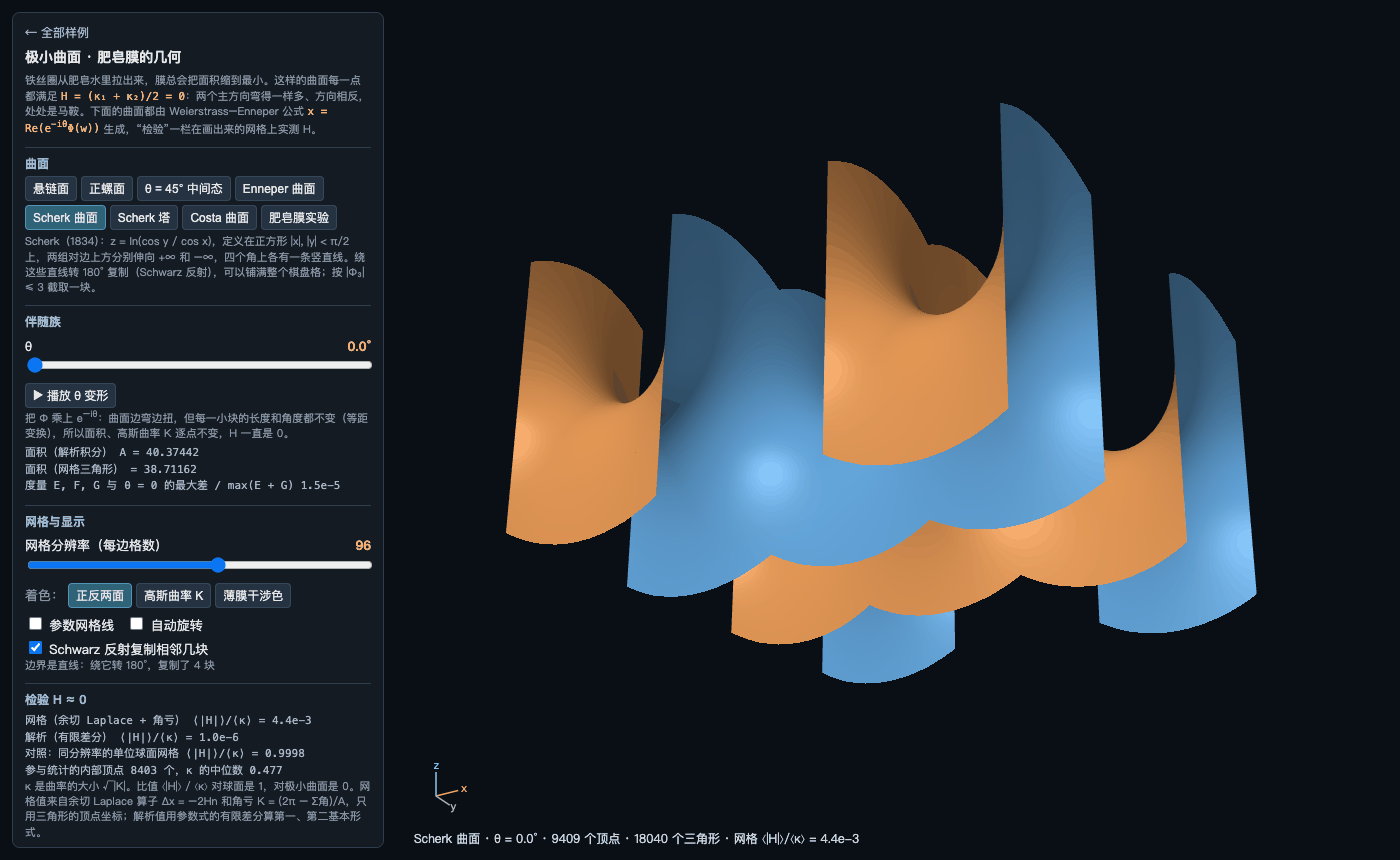 ← 全部样例
极小曲面 · 肥皂膜的几何
铁丝圈从肥皂水里拉出来，膜总会把面积缩到最小。这样的曲面每一点
都满足 H = (κ₁ + κ₂)/2 = 0：两个主方向弯得一样多、方向相反，
处处是马鞍。下面的曲面都由 Weierstrass—Enneper 公式 x =
Re(e⁻ⁱᶿΦ(w)) 生成，“检验”一栏在画出来的网格上实测 H。
曲面
悬链面 正螺面 θ = 45° 中间态 Enneper 曲面
Scherk 曲面 Scherk 塔 Costa 曲面 肥皂膜实验
Scherk（1834）：z = ln(cos y / cos x)，定义在正方形 |x|, |y| < π/2
上，两组对边上方分别伸向 +∞ 和 −∞，四个角上各有一条竖直线。绕
这些直线转 180° 复制（Schwarz 反射），可以铺满整个棋盘格；按 |Φ₃|
≤ 3 截取一块。
伴随族
θ 0.0°
▶ 播放 θ 变形
把 Φ 乘上 e⁻ⁱᶿ：曲面边弯边扭，但每一小块的长度和角度都不变（等距
变换），所以面积、高斯曲率 K 逐点不变，H 一直是 0。
面积（解析积分） A = 40.37442
面积（网格三角形） = 38.71162
度量 E, F, G 与 θ = 0 的最大差 / max(E + G) 1.5e-5
网格与显示
网格分辨率（每边格数） 96
着色： 正反两面 高斯曲率 K 薄膜干涉色
参数网格线 自动旋转
Schwarz 反射复制相邻几块
边界是直线：绕它转 180°，复制了 4 块
检验 H ≈ 0
网格（余切 Laplace + 角亏） ⟨|H|⟩/⟨κ⟩ = 4.4e-3
解析（有限差分） ⟨|H|⟩/⟨κ⟩ = 1.0e-6
对照：同分辨率的单位球面网格 ⟨|H|⟩/⟨κ⟩ = 0.9998
参与统计的内部顶点 8403 个，κ 的中位数 0.477
κ 是曲率的大小 √|K|。比值 ⟨|H|⟩ / ⟨κ⟩ 对球面是 1，对极小曲面是 0。网
格值来自余切 Laplace 算子 Δx = −2Hn 和角亏 K = (2π − Σ角)/A，只
用三角形的顶点坐标；解析值用参数式的有限差分算第一、第二基本形
式。
z
x
y
Scherk 曲面 · θ = 0.0° · 9409 个顶点 · 18040 个三角形 · 网格 ⟨|H|⟩/⟨κ⟩ = 4.4e−3